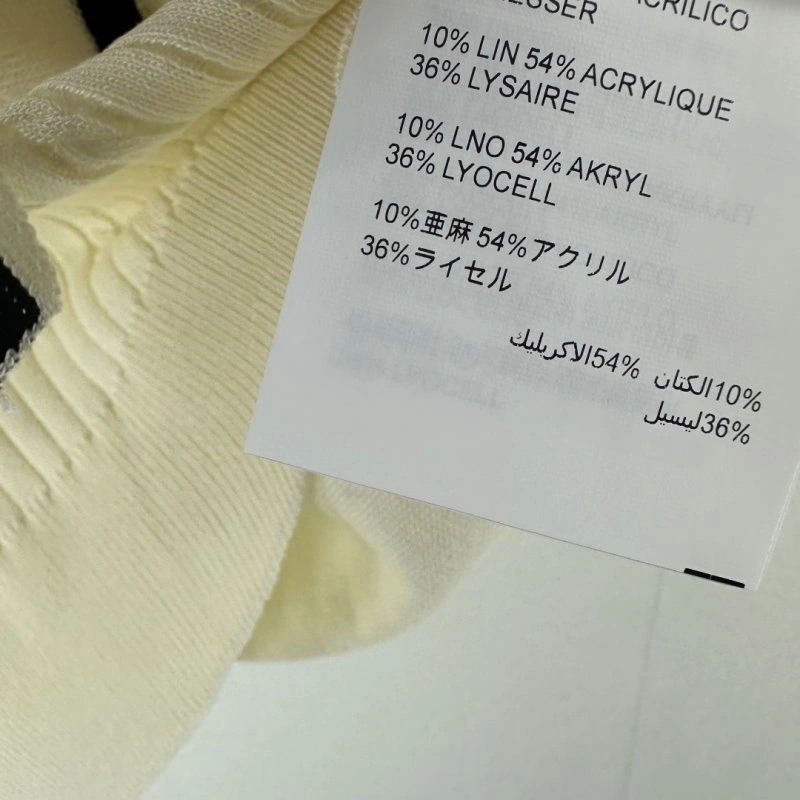 ACRILICO
10% LIN 54% ACRYLIQUE
36% LYSAIRE
10% LNO 54% AKRYL
36% LYOCELL
10%亜麻 54%アクリル
36%ライセル
10%الكتان 54%الاكريليك
36%ليسيل